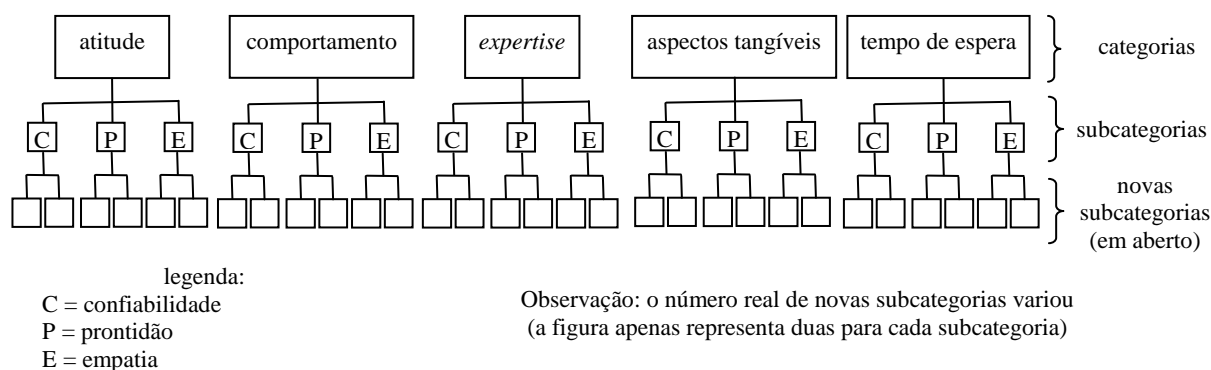 atitude
comportamento
expertise
aspectos tangíveis
tempo de espera
categorias
C P E C P E C P E C P E C P E
subcategorias
novas
subcategorias
(em aberto)
legenda:
C = confiabilidade
P = prontidão
E = empatia
Observação: o número real de novas subcategorias variou
(a figura apenas representa duas para cada subcategoria)